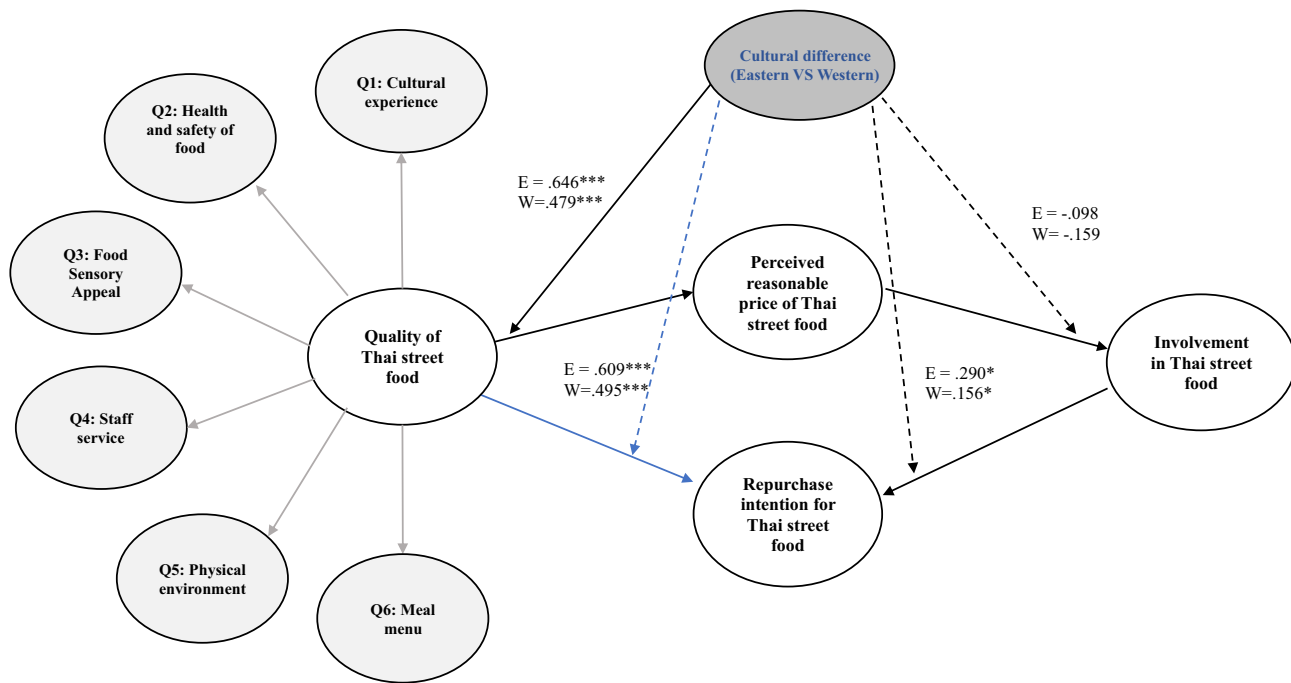 Cultural difference
(Eastern VS Western)
Q1: Cultural
experience
Q2: Health
and safety of
food
E = .646***
W=.479***
E = -.098
W= -.159
Q3: Food
Sensory
Appeal
Perceived
reasonable
price of Thai
street food
Quality of
Thai street
food
Involvement
in Thai street
food
E = .609***
W=.495***
E = .290*
W=.156*
Q4: Staff
service
Repurchase
intention for
Thai street
food
Q5: Physical
environment
Q6: Meal
menu